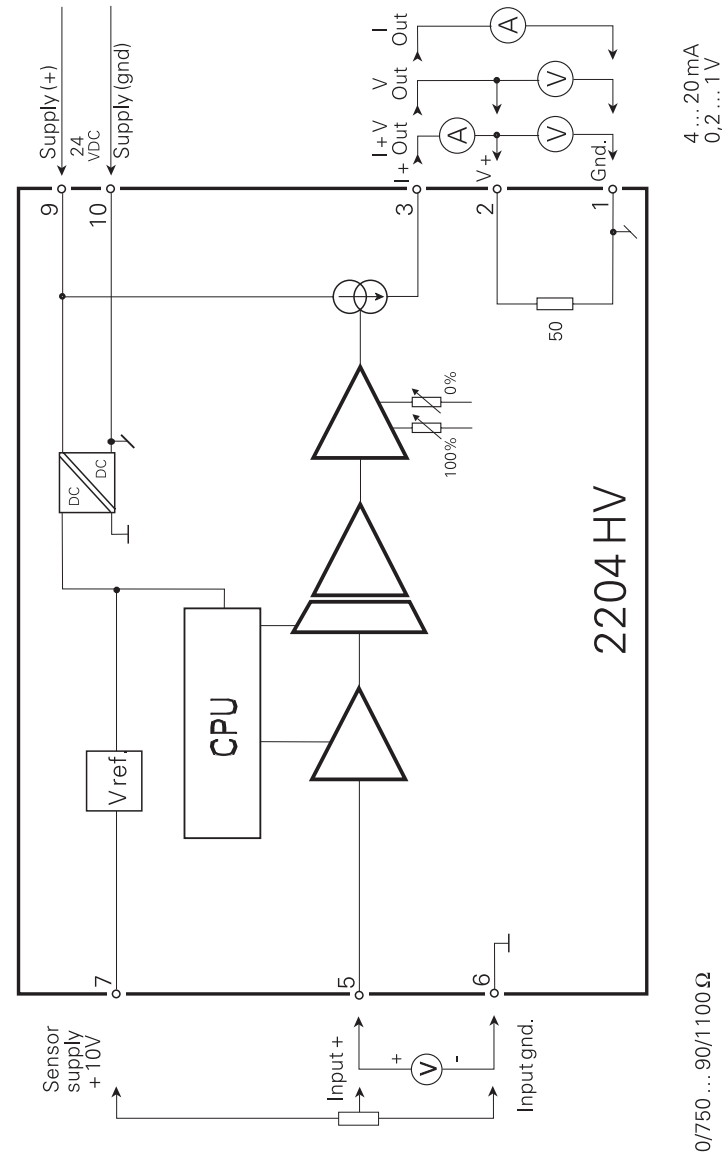 Supply (+)
24
VDC
Supply (gnd)
I+V
Out
V
Out
I
Out
9
10
I+
3
V +
2
Gnd.
1
4 ... 20 mA
0,2 ... 1 V
A
V
V
A
50
DC
DC
100%
0%
CPU
V ref.
2204 HV
7
5
6
Sensor
supply
+ 10V
Input +
+
V
-
Input gnd.
0/750 ... 90/1100 Ω